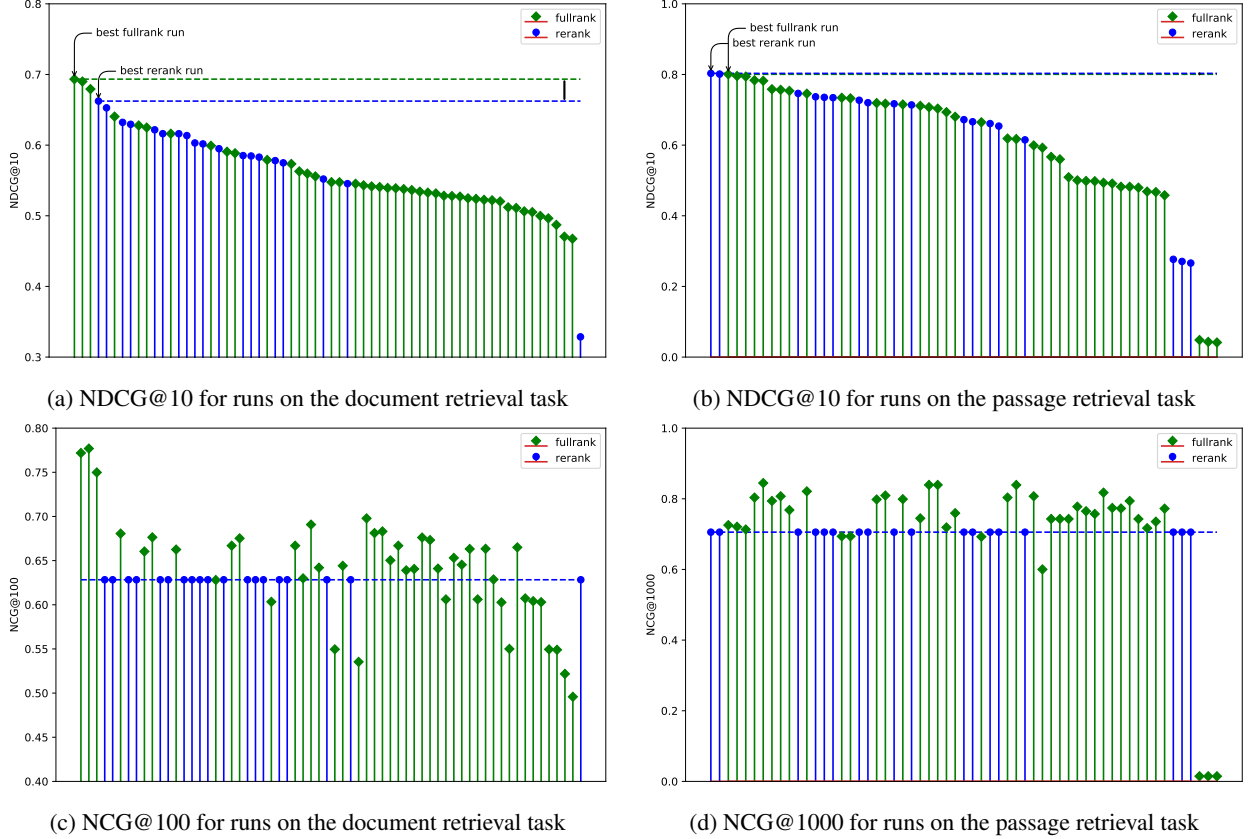 0.8
best fullrank run
fullrank
rerank
0.7
best rerank run
0.6
0.5
0.4
0.3
NDCG@10
(a) NDCG@10 for runs on the document retrieval task
1.0
best fullrank run
best rerank run
fullrank
rerank
0.8
0.6
0.4
0.2
0.0
NDCG@10
(b) NDCG@10 for runs on the passage retrieval task
0.80
fullrank
rerank
0.75
0.70
0.65
0.60
0.55
0.50
0.45
0.40
NCG@100
(c) NCG@100 for runs on the document retrieval task
1.0
fullrank
rerank
0.8
0.6
0.4
0.2
0.0
NCG@1000
(d) NCG@1000 for runs on the passage retrieval task